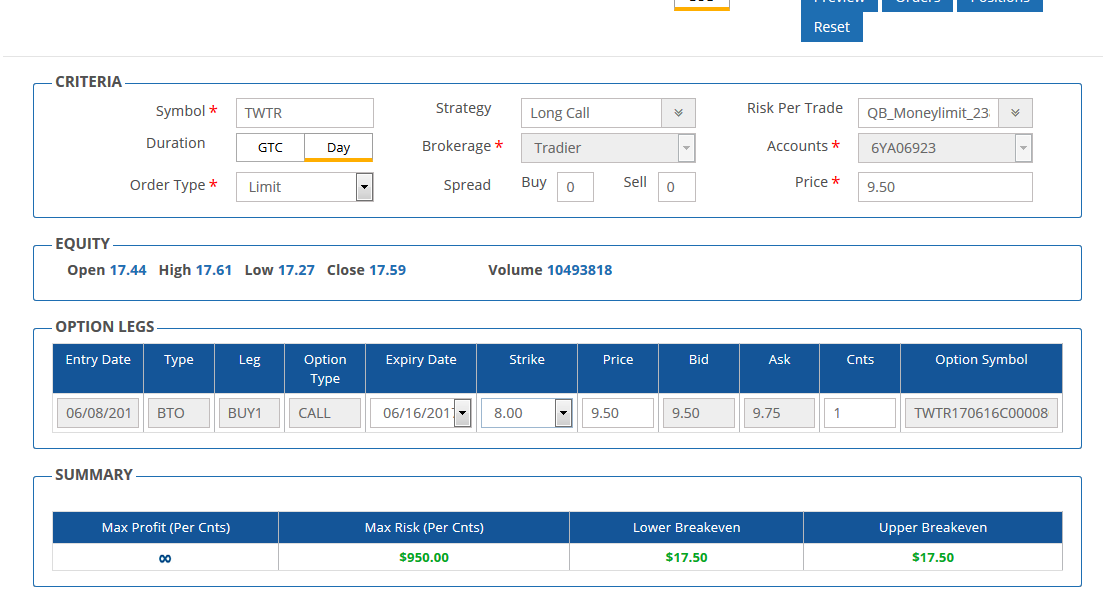 Preview Orders Positions
Reset
CRITERIA
Symbol * TWTR Strategy Long Call Risk Per Trade QB_Moneylimit_23
Duration GTC Day Brokerage * Tradier Accounts * 6YA06923
Order Type * Limit Spread Buy 0 Sell 0 Price * 9.50
EQUITY
Open 17.44 High 17.61 Low 17.27 Close 17.59 Volume 10493818
OPTION LEGS
Entry Date Type Leg Option Type Expiry Date Strike Price Bid Ask Cnts Option Symbol
06/08/201 BTO BUY1 CALL 06/16/2017 8.00 9.50 9.50 9.75 1 TWTR170616C00008
SUMMARY
Max Profit (Per Cnts) Max Risk (Per Cnts) Lower Breakeven Upper Breakeven
∞ $950.00 $17.50 $17.50